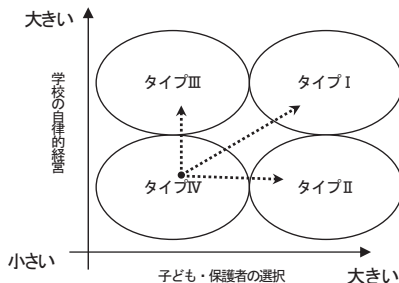 大きい
学校の自律的経営
タイプⅢ
タイプⅠ
タイプⅣ
タイプⅡ
小さい
子ども・保護者の選択
大きい